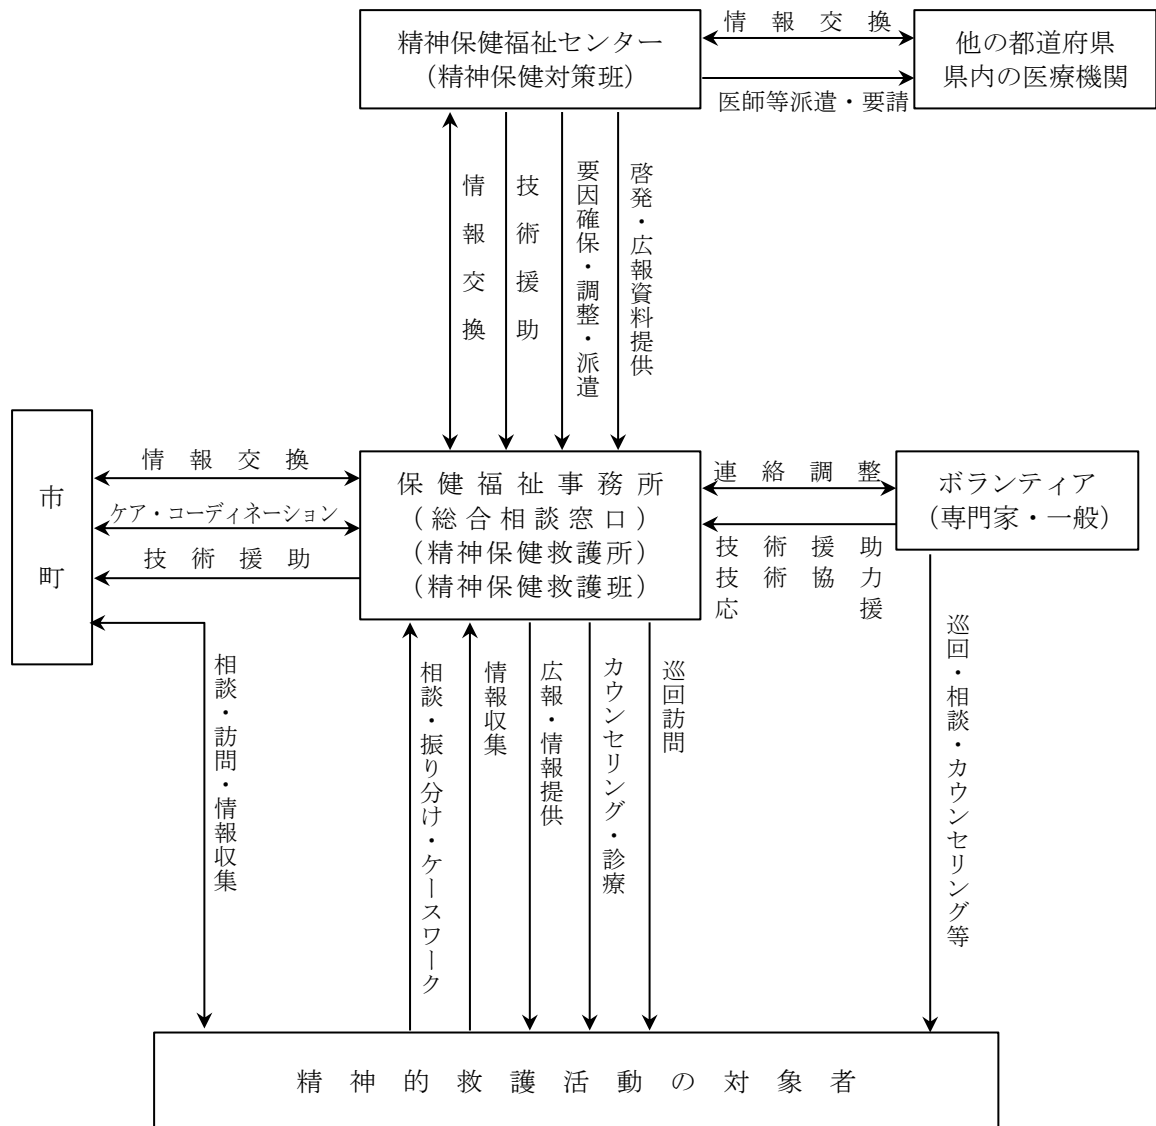 精神保健福祉センター
（精神保健対策班）
情報交換
医師等派遣・要請
他の都道府県
県内の医療機関
情報交換
技術援助
要因確保・調整・派遣
啓発・広報資料提供
市町
情報交換
ケア・コーディネーション
技術援助
保健福祉事務所
（総合相談窓口）
（精神保健救護所）
（精神保健救護班）
連絡調整
技術援助
技術協力
応援
ボランティア
（専門家・一般）
相談・訪問・情報収集
相談・振り分け・ケースワーク
情報収集
広報・情報提供
カウンセリング・診療
巡回訪問
巡回・相談・カウンセリング等
精神的救護活動の対象者